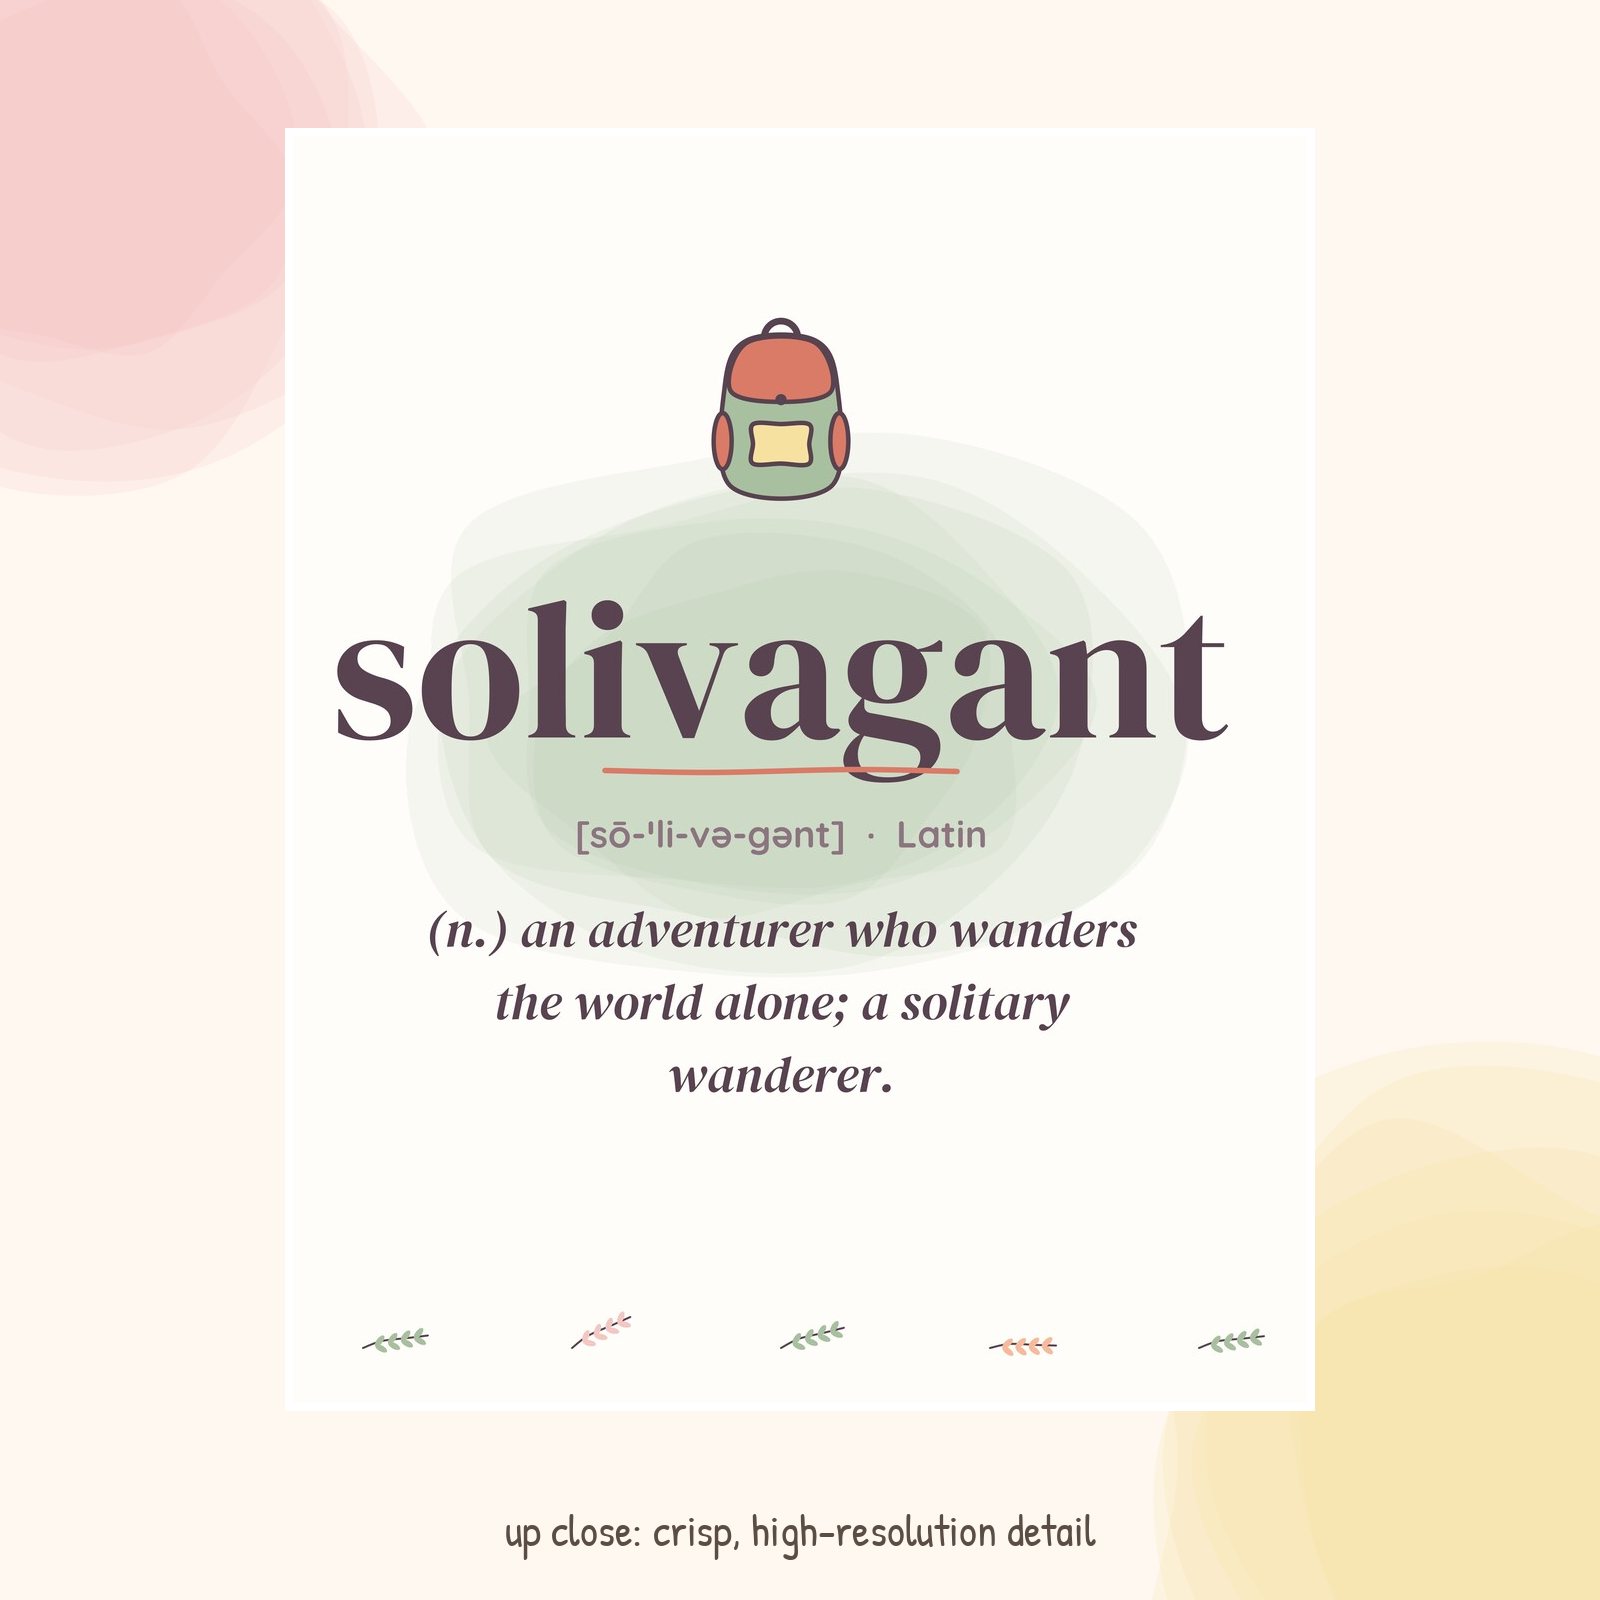 solivagant
[sō-ˈli-və-gənt] · Latin
(n.) an adventurer who wanders
the world alone; a solitary
wanderer.
up close: crisp, high-resolution detail